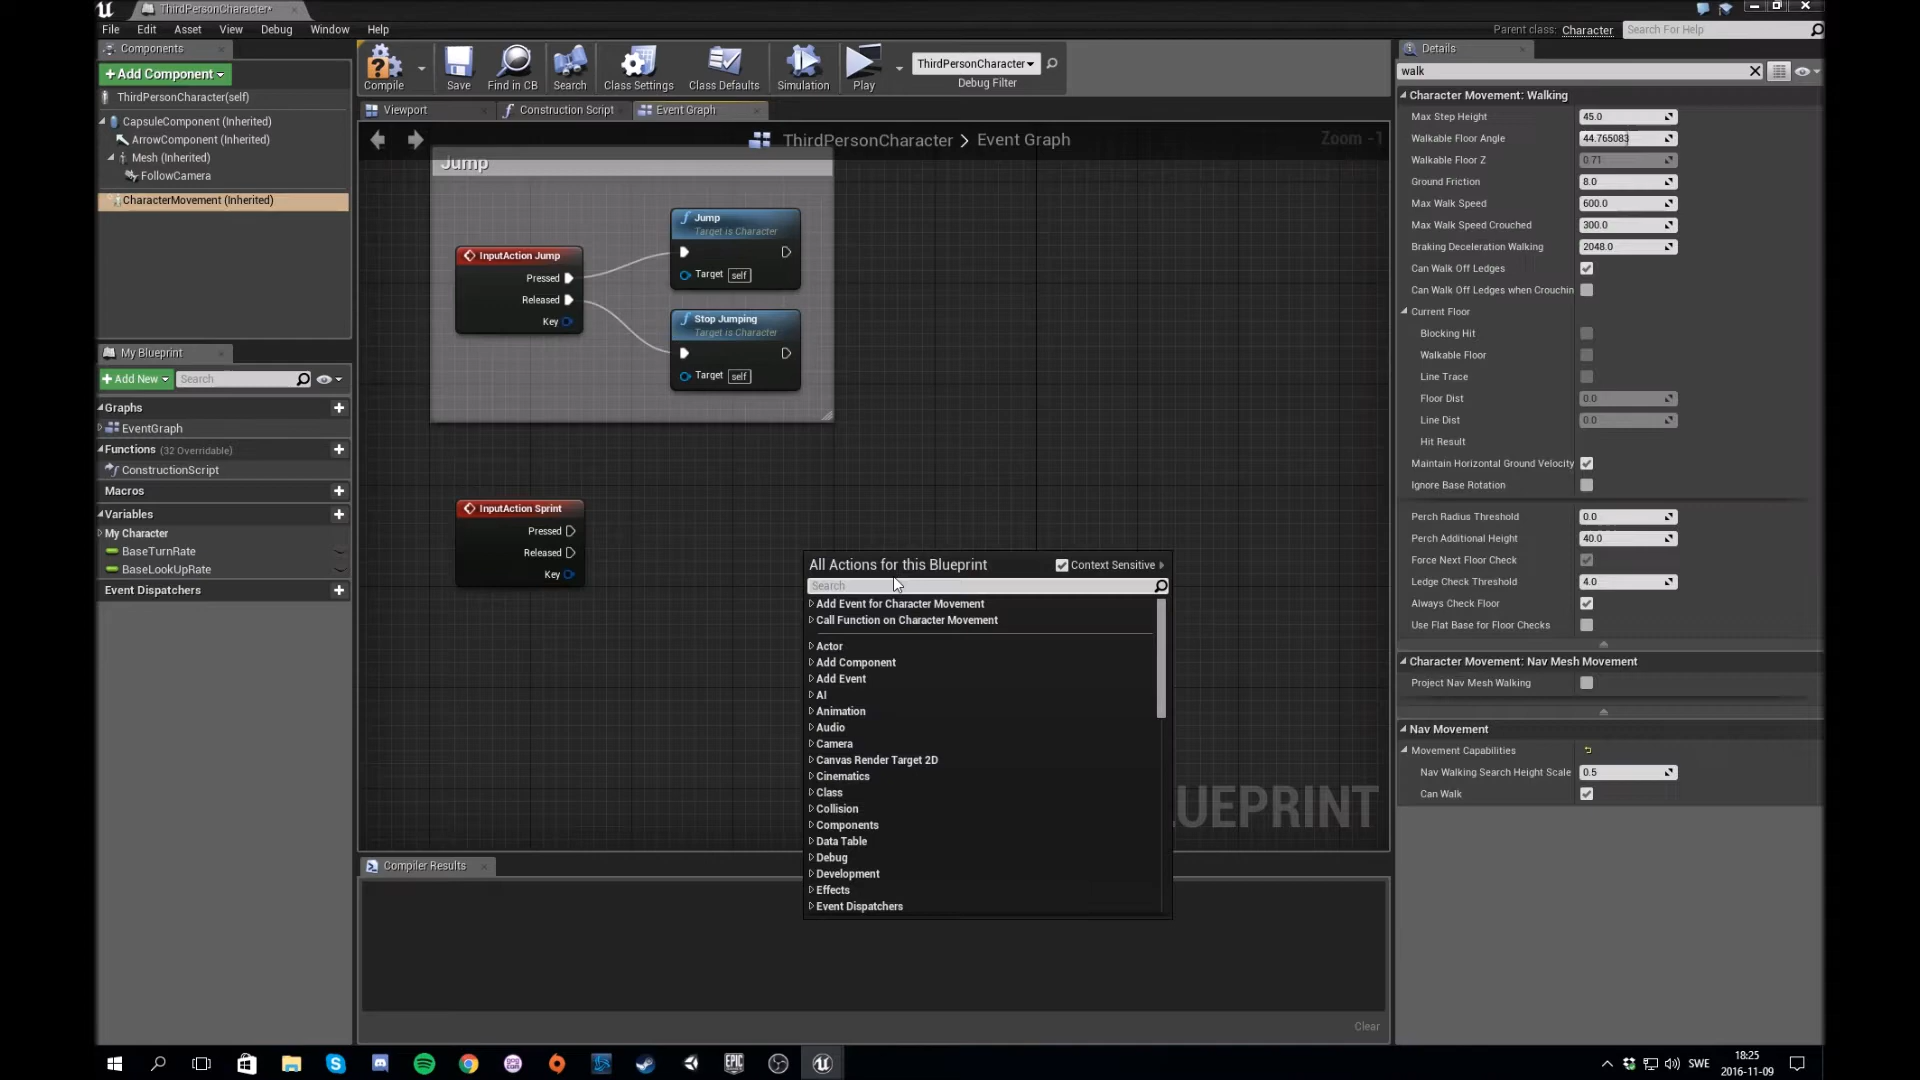 ThirdPersonCharacter*
File Edit Asset View Debug Window Help
Parent class: Character Search For Help
Components
+Add Component
ThirdPersonCharacter(self)
CapsuleComponent (Inherited)
ArrowComponent (Inherited)
Mesh (Inherited)
FollowCamera
CharacterMovement (Inherited)
My Blueprint
+Add New Search
Graphs
EventGraph
Functions (32 Overridable)
ConstructionScript
Macros
Variables
My Character
BaseTurnRate
BaseLookUpRate
Event Dispatchers
Compile Save Find in CB Search Class Settings Class Defaults Simulation Play
ThirdPersonCharacter
Debug Filter
Viewport Construction Script Event Graph
ThirdPersonCharacter > Event Graph
Zoom -1
Jump
InputAction Jump
Pressed
Released
Key
Jump
Target is Character
Target self
Stop Jumping
Target is Character
Target self
InputAction Sprint
Pressed
Released
Key
All Actions for this Blueprint Context Sensitive
Search
Add Event for Character Movement
Call Function on Character Movement
Actor
Add Component
Add Event
AI
Animation
Audio
Camera
Canvas Render Target 2D
Cinematics
Class
Collision
Components
Data Table
Debug
Development
Effects
Event Dispatchers
LUEPRINT
Compiler Results
Clear
Details
walk
Character Movement: Walking
Max Step Height 45.0
Walkable Floor Angle 44.765083
Walkable Floor Z 0.71
Ground Friction 8.0
Max Walk Speed 600.0
Max Walk Speed Crouched 300.0
Braking Deceleration Walking 2048.0
Can Walk Off Ledges
Can Walk Off Ledges when Crouchin
Current Floor
Blocking Hit
Walkable Floor
Line Trace
Floor Dist 0.0
Line Dist 0.0
Hit Result
Maintain Horizontal Ground Velocity
Ignore Base Rotation
Perch Radius Threshold 0.0
Perch Additional Height 40.0
Force Next Floor Check
Ledge Check Threshold 4.0
Always Check Floor
Use Flat Base for Floor Checks
Character Movement: Nav Mesh Movement
Project Nav Mesh Walking
Nav Movement
Movement Capabilities
Nav Walking Search Height Scale 0.5
Can Walk
SWE
18:25
2016-11-09